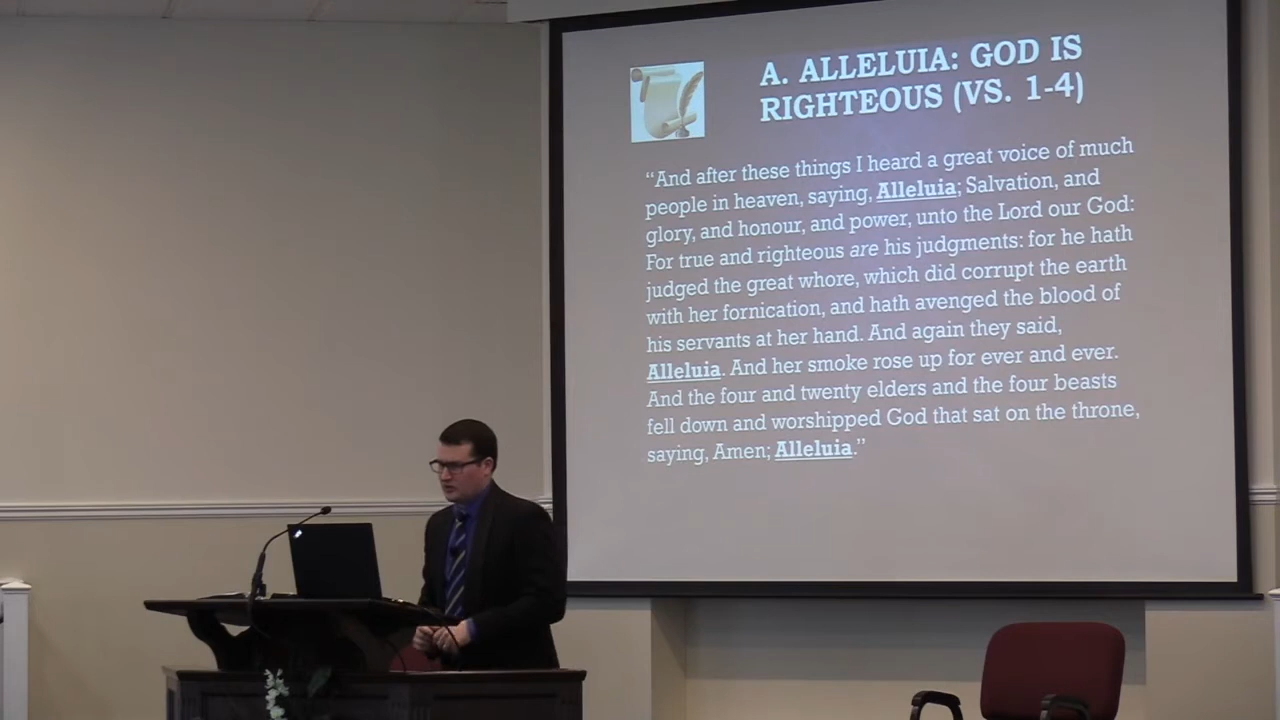 A. ALLELUIA: GOD IS
RIGHTEOUS (VS. 1-4)
“And after these things I heard a great voice of much
people in heaven, saying, Alleluia; Salvation, and
glory, and honour, and power, unto the Lord our God:
For true and righteous are his judgments: for he hath
judged the great whore, which did corrupt the earth
with her fornication, and hath avenged the blood of
his servants at her hand. And again they said,
Alleluia. And her smoke rose up for ever and ever.
And the four and twenty elders and the four beasts
fell down and worshipped God that sat on the throne,
saying, Amen; Alleluia.”